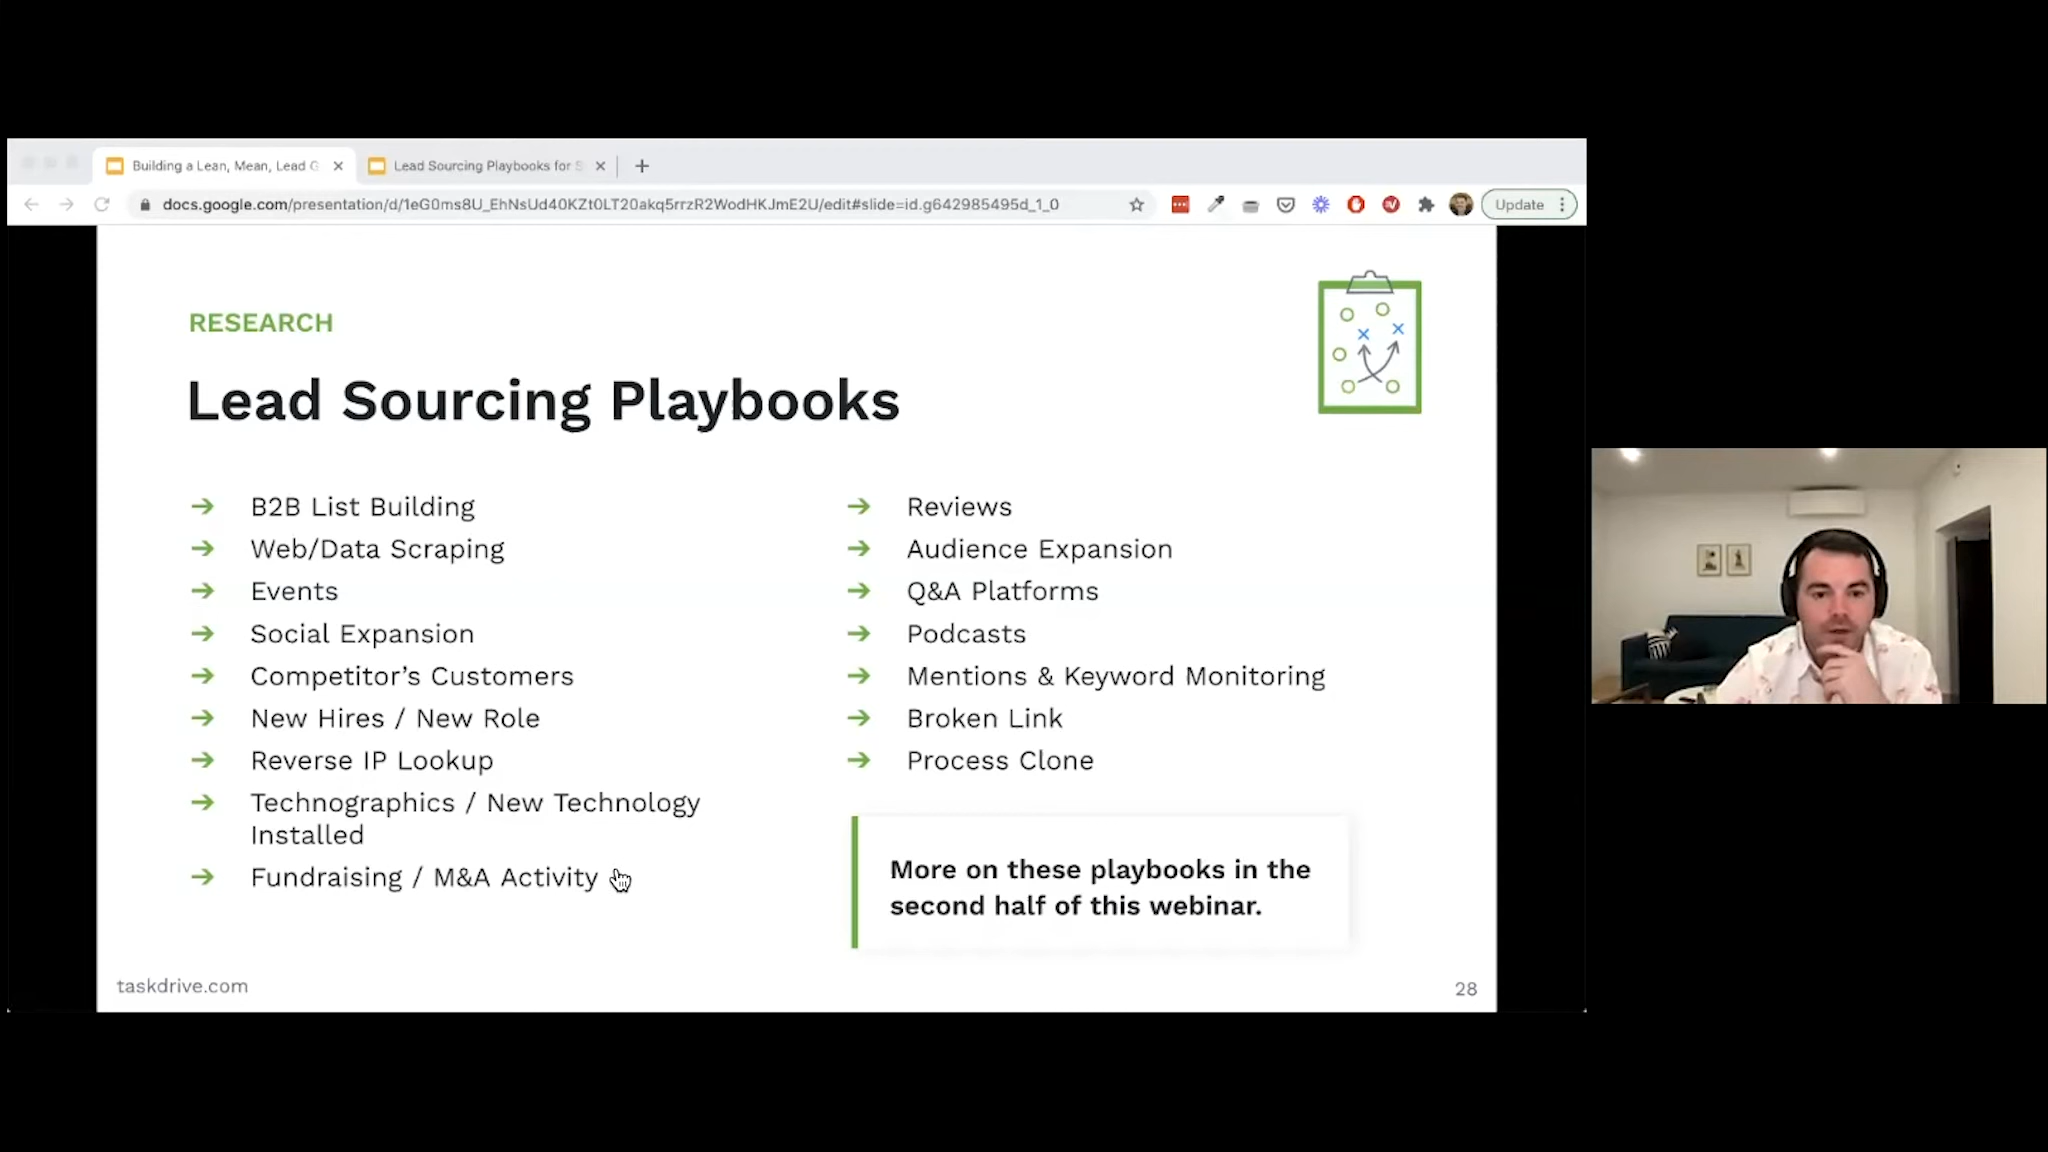 Building a Lean, Mean, Lead G
Lead Sourcing Playbooks for S
docs.google.com/presentation/d/1eG0ms8U_EhNsUd40KZt0LT20akq5rrzR2WodHKJmE2U/edit#slide=id.g642985495d_1_0
Update
RESEARCH
Lead Sourcing Playbooks
B2B List Building
Web/Data Scraping
Events
Social Expansion
Competitor’s Customers
New Hires / New Role
Reverse IP Lookup
Technographics / New Technology
Installed
Fundraising / M&A Activity
Reviews
Audience Expansion
Q&A Platforms
Podcasts
Mentions & Keyword Monitoring
Broken Link
Process Clone
More on these playbooks in the
second half of this webinar.
taskdrive.com
28